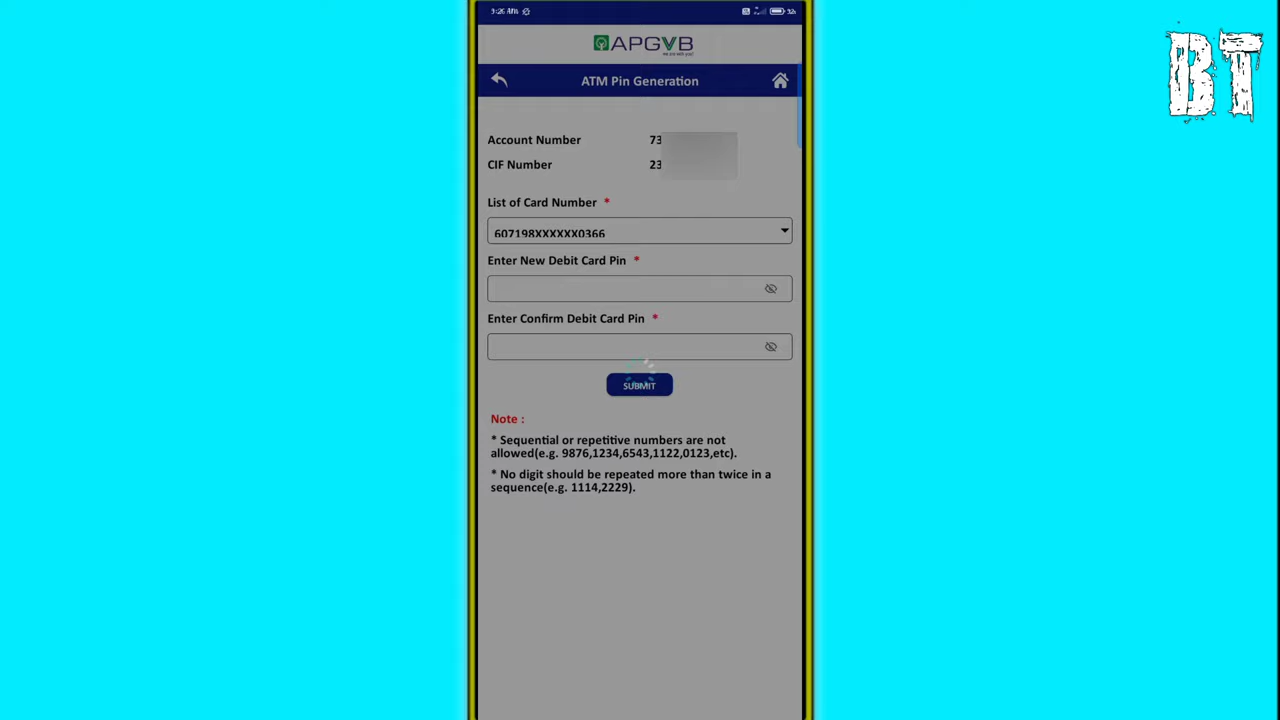 BT
APGVB
ATM Pin Generation
Account Number 73
CIF Number 23
List of Card Number *
607198XXXXXX0366
Enter New Debit Card Pin *
Enter Confirm Debit Card Pin *
SUBMIT
Note :
* Sequential or repetitive numbers are not
allowed(e.g. 9876,1234,6543,1122,0123,etc).
* No digit should be repeated more than twice in a
sequence(e.g. 1114,2229).